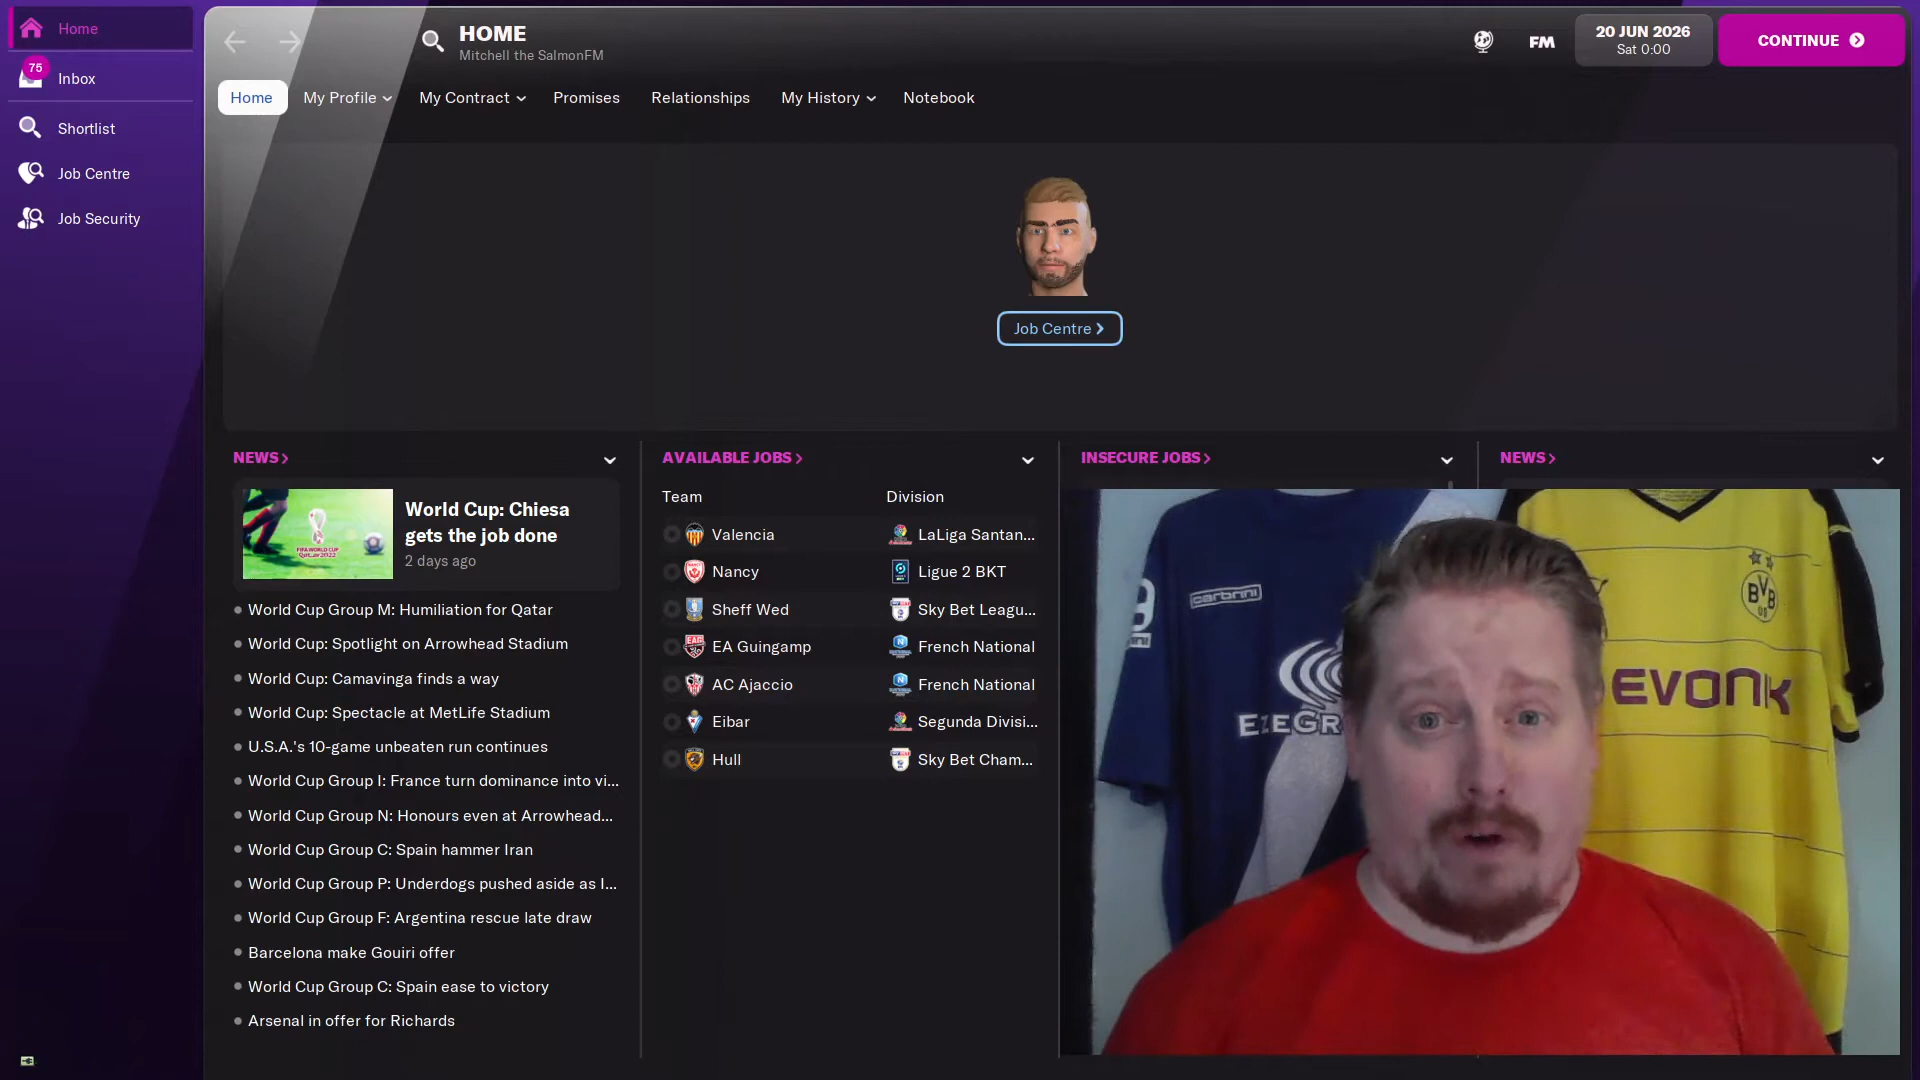 Home
75
Inbox
Shortlist
Job Centre
Job Security
HOME
Mitchell the SalmonFM
FM
20 JUN 2026
Sat 0:00
CONTINUE
Home
My Profile
My Contract
Promises
Relationships
My History
Notebook
Job Centre
NEWS
World Cup: Chiesa
gets the job done
2 days ago
FIFA WORLD CUP
Qatar2022
World Cup Group M: Humiliation for Qatar
World Cup: Spotlight on Arrowhead Stadium
World Cup: Camavinga finds a way
World Cup: Spectacle at MetLife Stadium
U.S.A.'s 10-game unbeaten run continues
World Cup Group I: France turn dominance into vi...
World Cup Group N: Honours even at Arrowhead...
World Cup Group C: Spain hammer Iran
World Cup Group P: Underdogs pushed aside as I...
World Cup Group F: Argentina rescue late draw
Barcelona make Gouiri offer
World Cup Group C: Spain ease to victory
Arsenal in offer for Richards
AVAILABLE JOBS
Team Division
Valencia LaLiga Santan...
Nancy Ligue 2 BKT
Sheff Wed Sky Bet Leagu...
EA Guingamp French National
AC Ajaccio French National
Eibar Segunda Divisi...
Hull Sky Bet Cham...
INSECURE JOBS
NEWS
carbrini
EZEGR
BVB
09
EVONIK